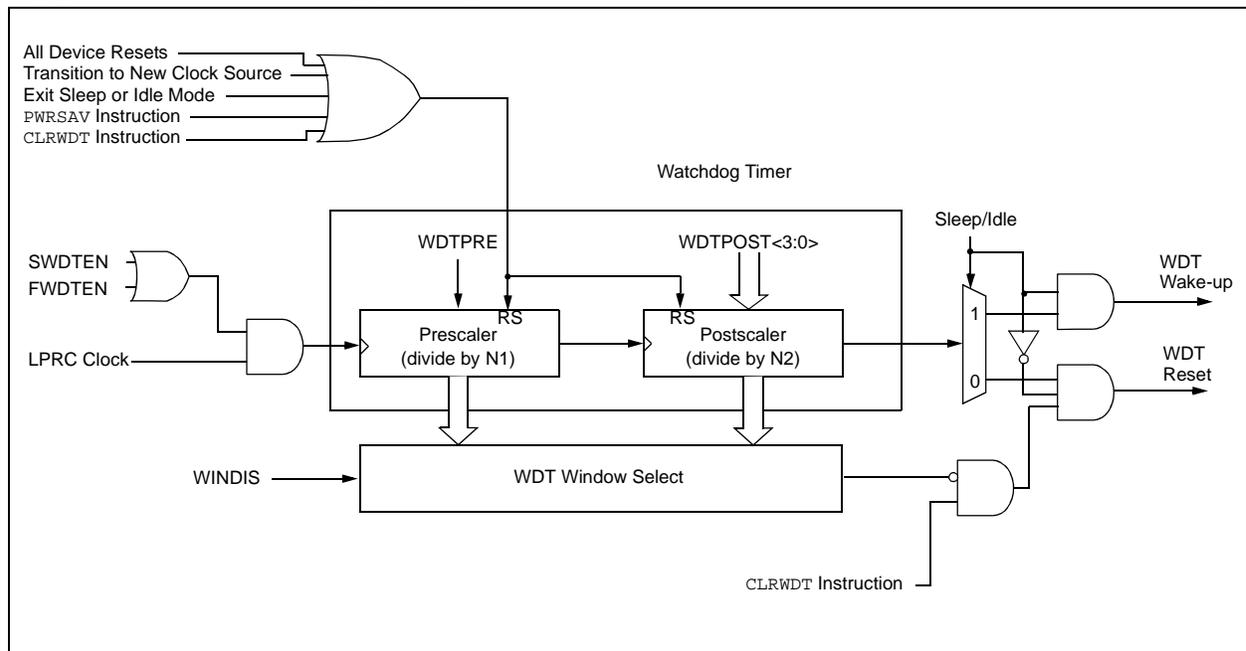 All Device Resets
Transition to New Clock Source
Exit Sleep or Idle Mode
PWRSAV Instruction
CLRWDT Instruction
Watchdog Timer
Sleep/Idle
WDTPRE
WDTPOST<3:0>
SWDTEN
FWDTEN
WDT
Wake-up
RS
RS
1
Prescaler
(divide by N1)
Postscaler
(divide by N2)
LPRC Clock
WDT
Reset
0
WINDIS
WDT Window Select
CLRWDT Instruction